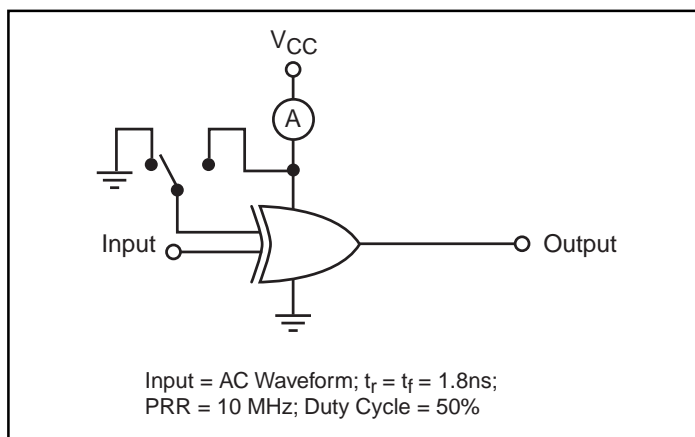 VCC
A
Input
Output
Input = AC Waveform; tr = tf = 1.8ns;
PRR = 10 MHz; Duty Cycle = 50%